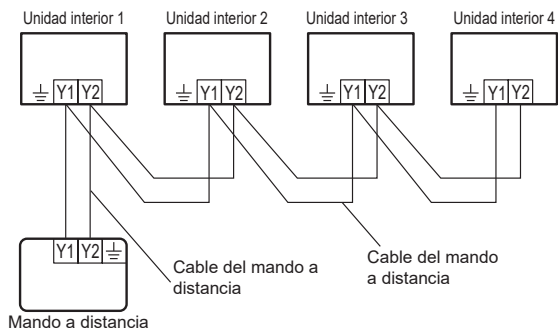 Unidad interior 1
Unidad interior 2
Unidad interior 3
Unidad interior 4
Y1 Y2
Y1 Y2
Y1 Y2
Y1 Y2
Y1 Y2
Cable del mando a
distancia
Cable del mando
a distancia
Mando a distancia